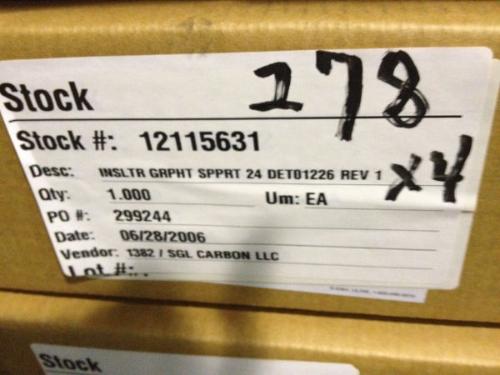 Stock 278
Stock #: 12115631
Desc: INSLTR GRPHT SPPRT 24 DET01226 REV 1 X4
Qty: 1.000 Um: EA
PO #: 299244
Date: 06/28/2006
Vendor: 1382 / SGL CARBON LLC
Lot #:.
Stock